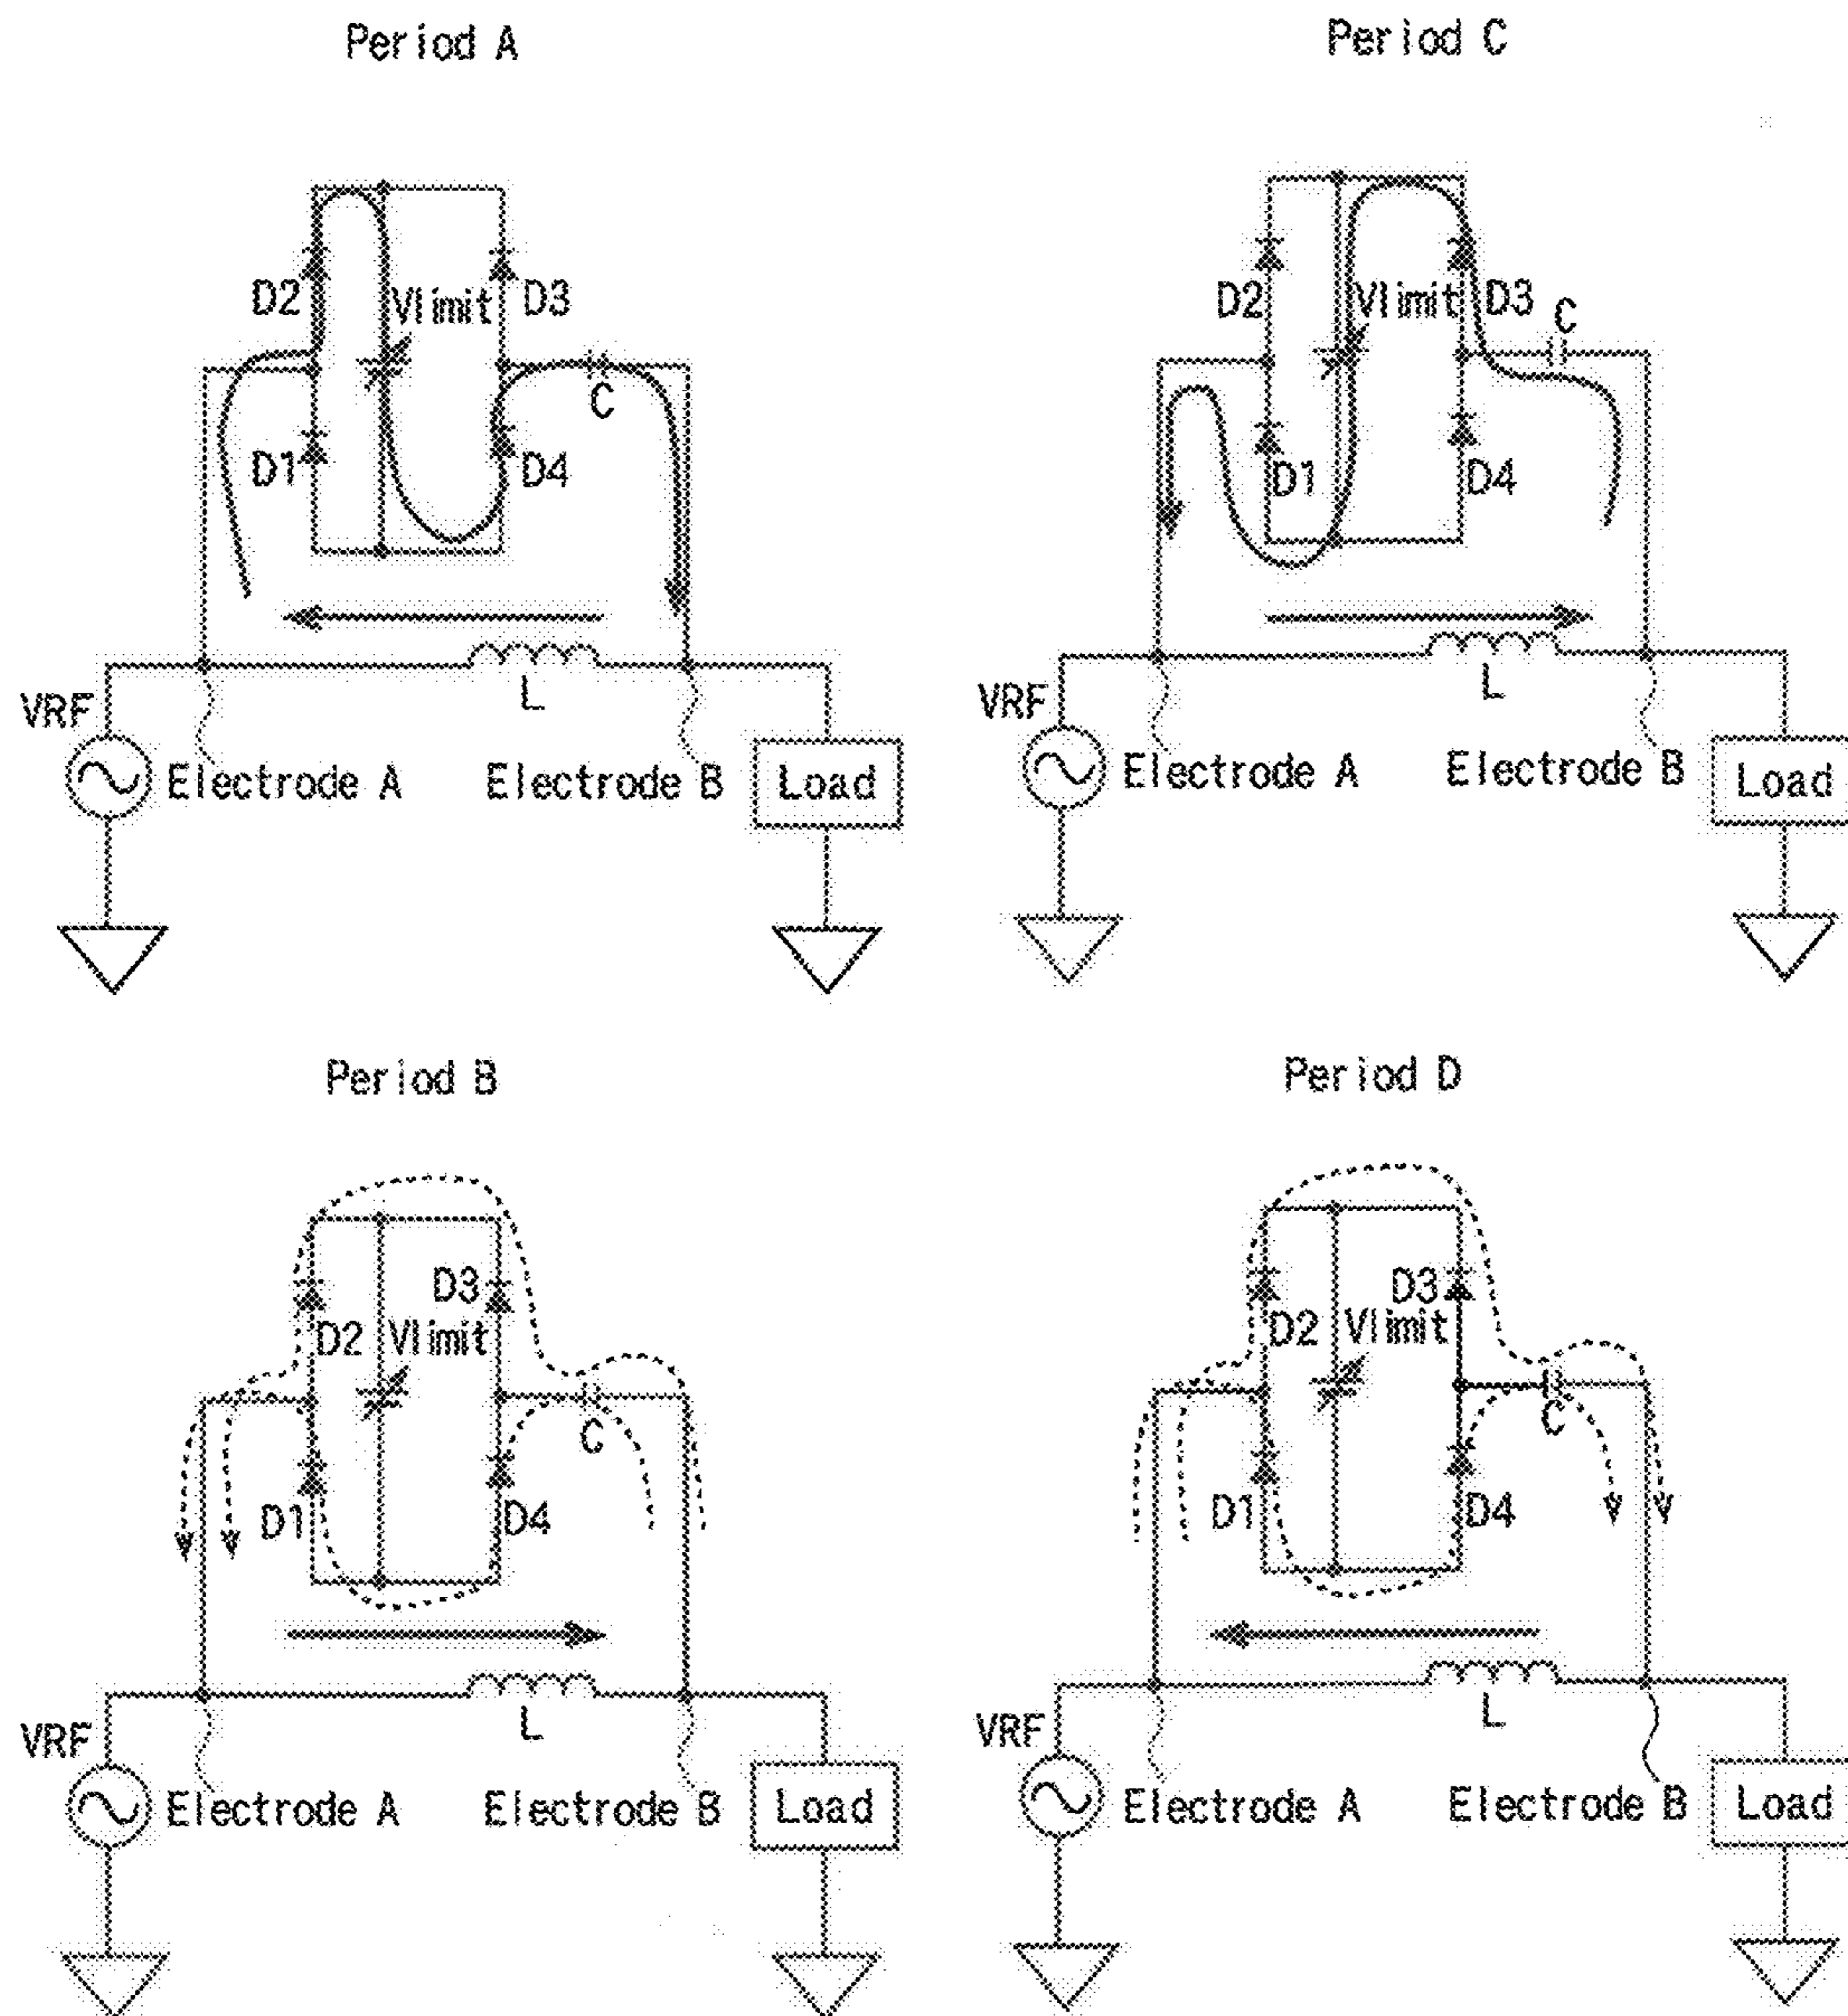 Period A
D2
Vlimit
D3
C
D1
D4
L
VRF
Electrode A
Electrode B
Load
Period C
D2
Vlimit
D3
C
D1
D4
L
VRF
Electrode A
Electrode B
Load
Period B
D3
D2
Vlimit
C
D1
D4
L
VRF
Electrode A
Electrode B
Load
Period D
D3
D2
Vlimit
C
D1
D4
L
VRF
Electrode A
Electrode B
Load